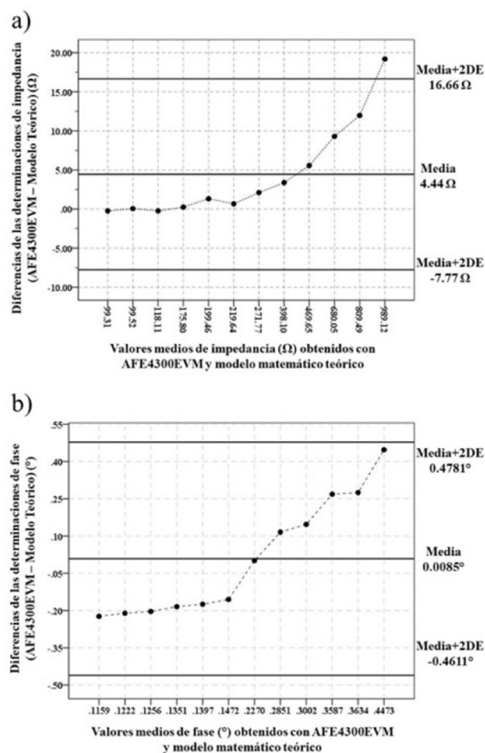 a)
Diferencias de las determinaciones de impedancia
(AFE4300EVM – Modelo Teórico) (Ω)
20.00
15.00
10.00
5.00
.00
-5.00
-10.00
Media+2DE
16.66 Ω
Media
4.44 Ω
Media+2DE
-7.77 Ω
99.31
99.52
118.11
175.80
199.46
219.64
271.77
398.10
469.65
680.05
809.49
989.12
Valores medios de impedancia (Ω) obtenidos con
AFE4300EVM y modelo matemático teórico
b)
Diferencias de las determinaciones de fase
(AFE4300EVM – Modelo Teórico) (°)
.55
.40
.25
.10
-.05
-.20
-.35
-.50
Media+2DE
0.4781°
Media
0.0085°
Media+2DE
-0.4611°
.1159 .1222 .1256 .1351 .1397 .1472 .2270 .2851 .3002 .3587 .3634 .4473
Valores medios de fase (°) obtenidos con AFE4300EVM
y modelo matemático teórico